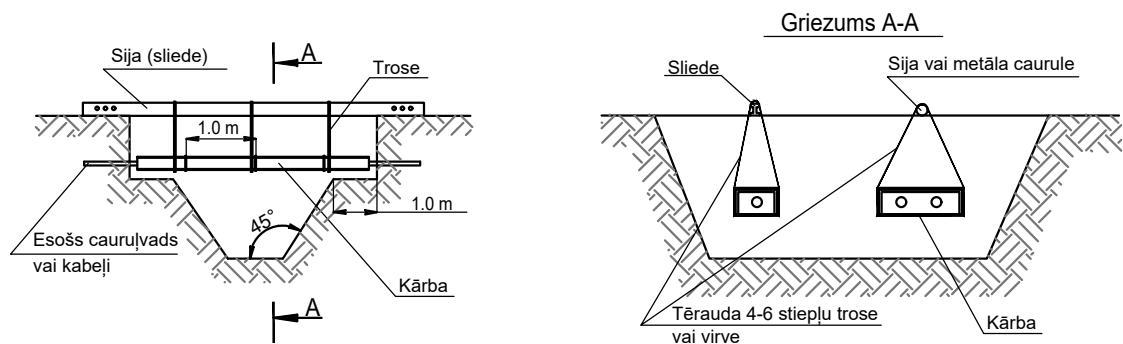 Griezums A-A
A
Sija (sliede)
Trose
1.0 m
1.0 m
45°
Esošs cauruļvads
vai kabeļi
Kārba
A
Sliede
Sija vai metāla caurule
Tērauda 4-6 stiepļu trose
vai virve
Kārba